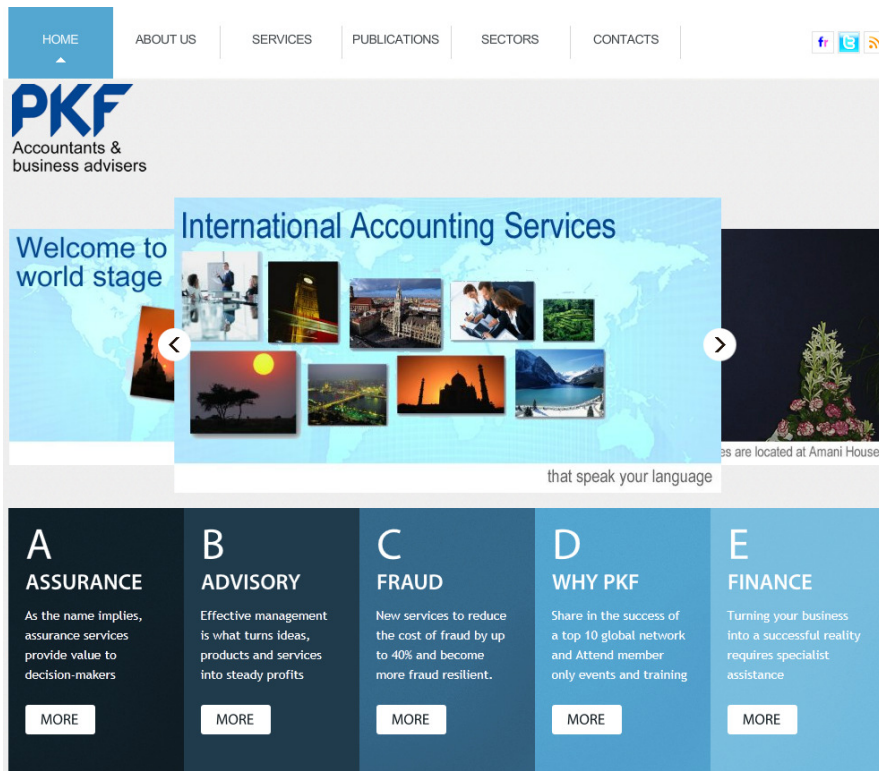 HOME
ABOUT US
SERVICES
PUBLICATIONS
SECTORS
CONTACTS
PKF
Accountants &
business advisers
Welcome to
world stage
International Accounting Services
that speak your language
are located at Amani House
A
ASSURANCE
As the name implies,
assurance services
provide value to
decision-makers
MORE
B
ADVISORY
Effective management
is what turns ideas,
products and services
into steady profits
MORE
C
FRAUD
New services to reduce
the cost of fraud by up
to 40% and become
more fraud resilient.
MORE
D
WHY PKF
Share in the success of
a top 10 global network
and Attend member
only events and training
MORE
E
FINANCE
Turning your business
into a successful reality
requires specialist
assistance
MORE